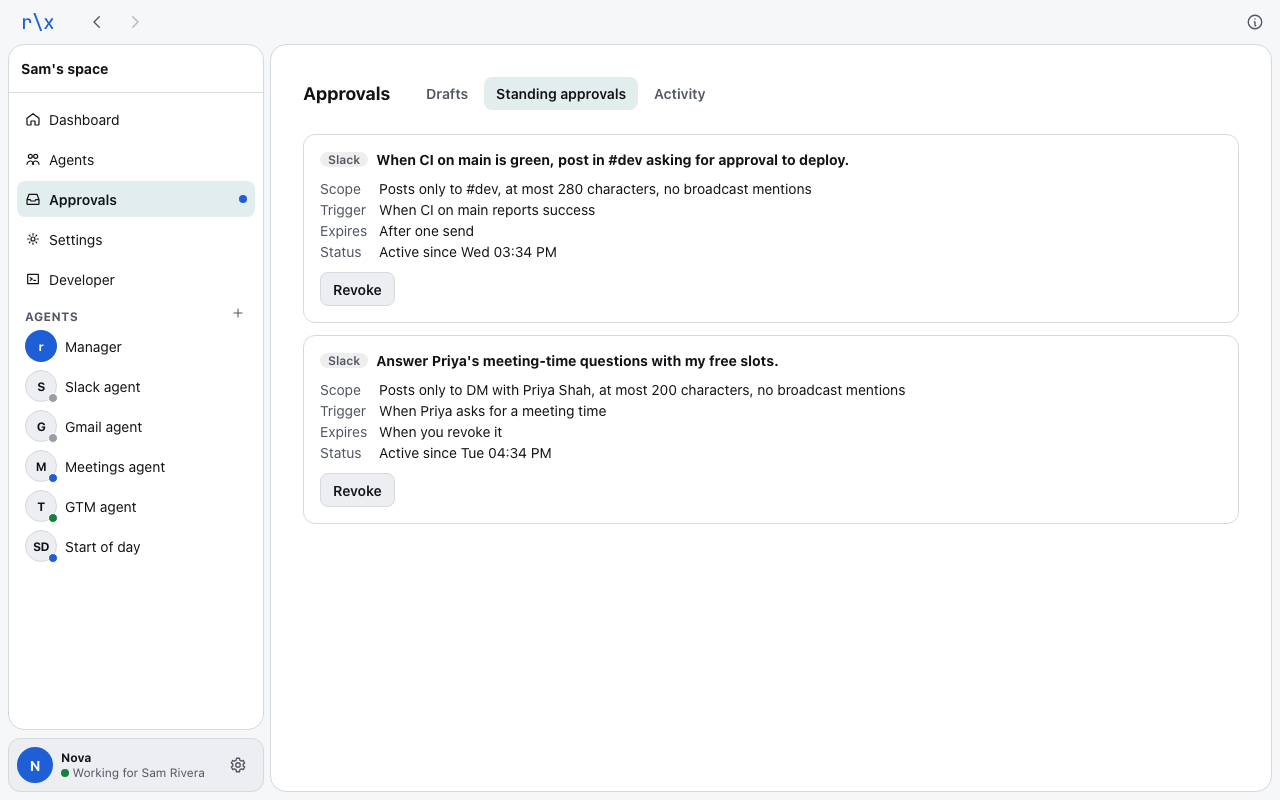 r\x
Sam's space
Dashboard
Agents
Approvals
Settings
Developer
AGENTS
r Manager
S Slack agent
G Gmail agent
M Meetings agent
T GTM agent
SD Start of day
N Nova
Working for Sam Rivera
Approvals Drafts Standing approvals Activity
Slack When CI on main is green, post in #dev asking for approval to deploy.
Scope Posts only to #dev, at most 280 characters, no broadcast mentions
Trigger When CI on main reports success
Expires After one send
Status Active since Wed 03:34 PM
Revoke
Slack Answer Priya's meeting-time questions with my free slots.
Scope Posts only to DM with Priya Shah, at most 200 characters, no broadcast mentions
Trigger When Priya asks for a meeting time
Expires When you revoke it
Status Active since Tue 04:34 PM
Revoke